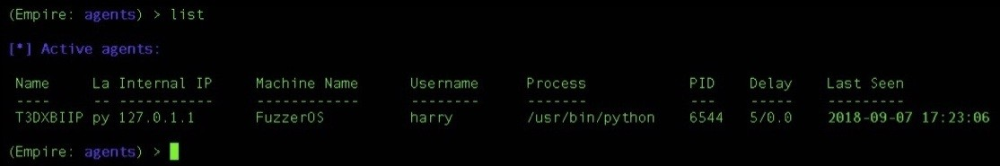 (Empire: agents) > list
[*] Active agents:
Name La Internal IP Machine Name Username Process PID Delay Last Seen
---- -- ----------- ------------ -------- ------- --- ----- ---------
T3DXBIIP py 127.0.1.1 FuzzerOS harry /usr/bin/python 6544 5/0.0 2018-09-07 17:23:06
(Empire: agents) >